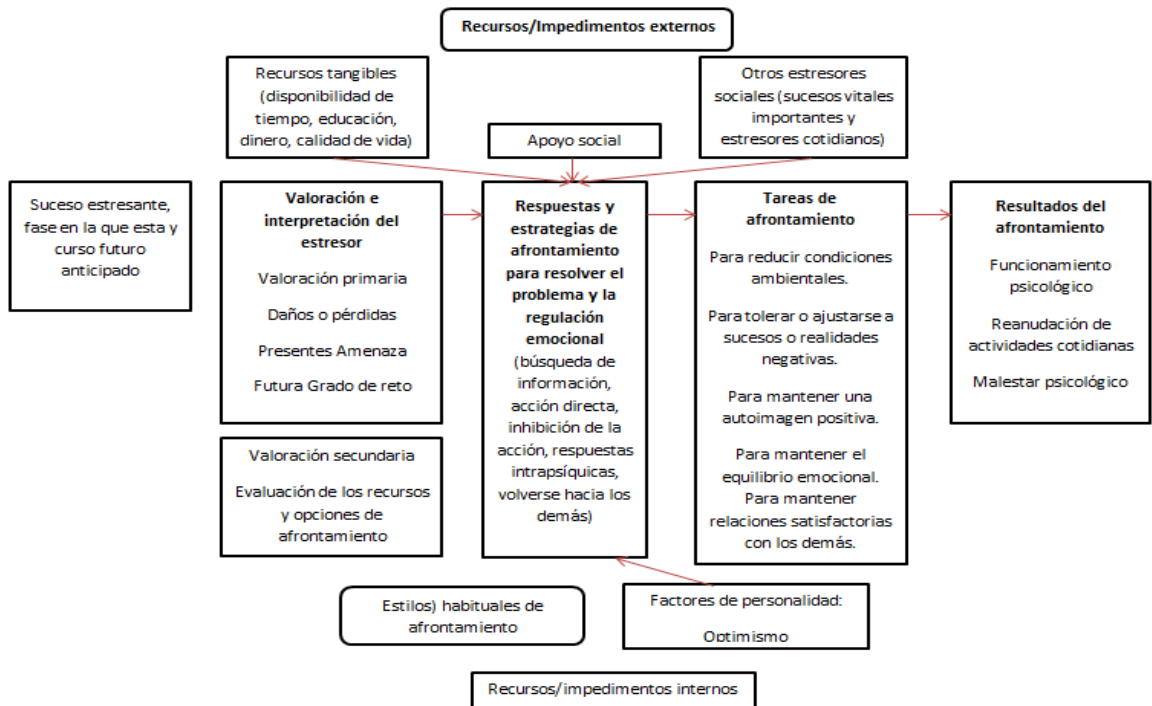 Recursos/Impedimentos externos
Recursos tangibles
(disponibilidad de
tiempo, educación,
dinero, calidad de vida)
Apoyo social
Otros estresores
sociales (sucesos vitales
importantes y
estresores cotidianos)
Suceso estresante,
fase en la que esta y
curso futuro
anticipado
Valoración e
interpretación del
estresor
Valoración primaria
Daños o pérdidas
Presentes Amenaza
Futura Grado de reto
Valoración secundaria
Evaluación de los recursos
y opciones de
afrontamiento
Respuestas y
estrategias de
afrontamiento
para resolver el
problema y la
regulación
emocional
(búsqueda de
información,
acción directa,
inhibición de la
acción, respuestas
intrapsíquicas,
volverse hacia los
demás)
Tareas de
afrontamiento
Para reducir condiciones
ambientales.
Para tolerar o ajustarse a
sucesos o realidades
negativas.
Para mantener una
autoimagen positiva.
Para mantener el
equilibrio emocional.
Para mantener
relaciones satisfactorias
con los demás.
Resultados del
afrontamiento
Funcionamiento
psicológico
Reanudación de
actividades cotidianas
Malestar psicológico
Estilos) habituales de
afrontamiento
Factores de personalidad:
Optimismo
Recursos/impedimentos internos